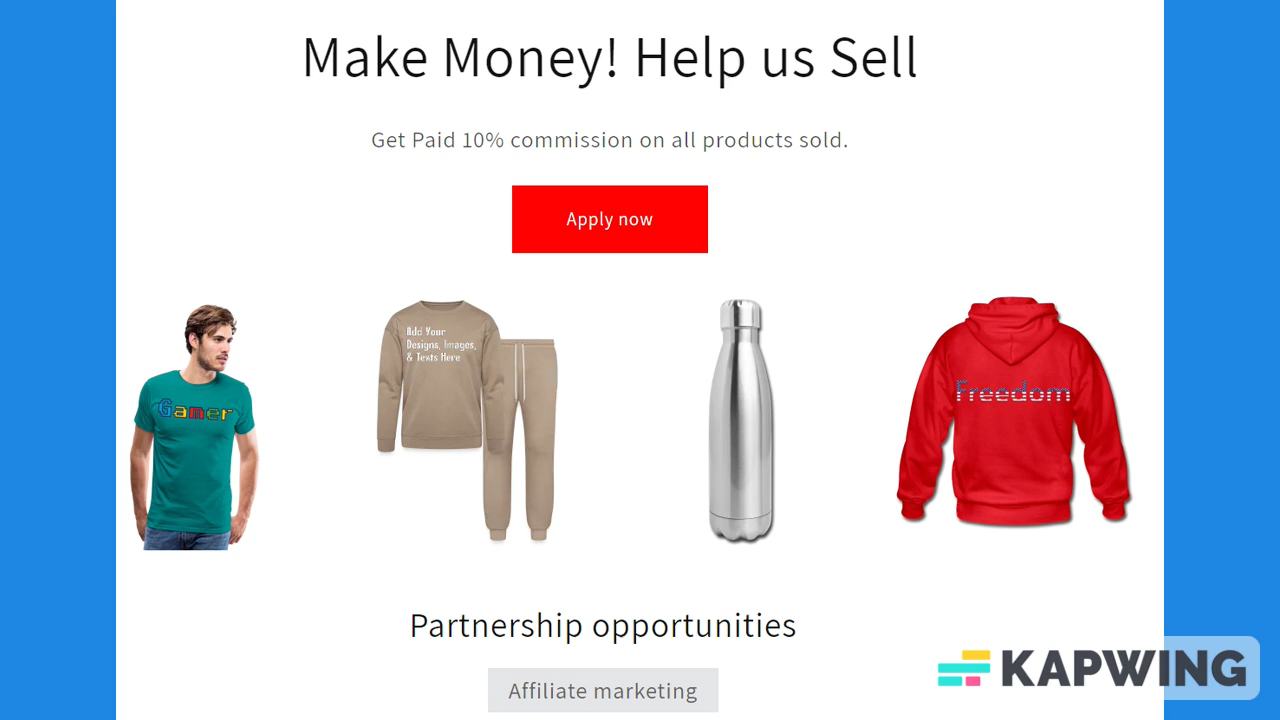 Make Money! Help us Sell
Get Paid 10% commission on all products sold.
Apply now
Gamer
Add Your
Designs, Images,
& Texts Here
Freedom
Partnership opportunities
Affiliate marketing
KAPWING